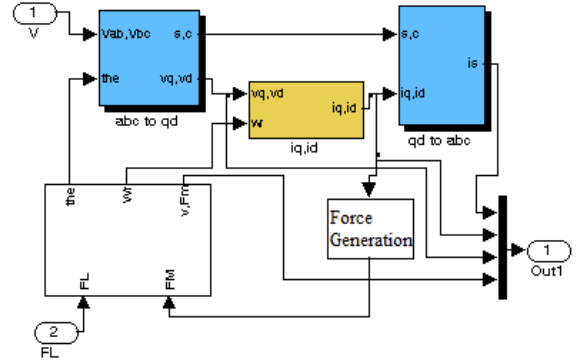 1
V
Vab,Vbc
s,c
the
vq,vd
abc to qd
vq,vd
iq,id
Wr
iq,id
s,c
is
iq,id
qd to abc
the
Wr
v,Fm
FL
FM
Force
Generation
1
Out1
2
FL